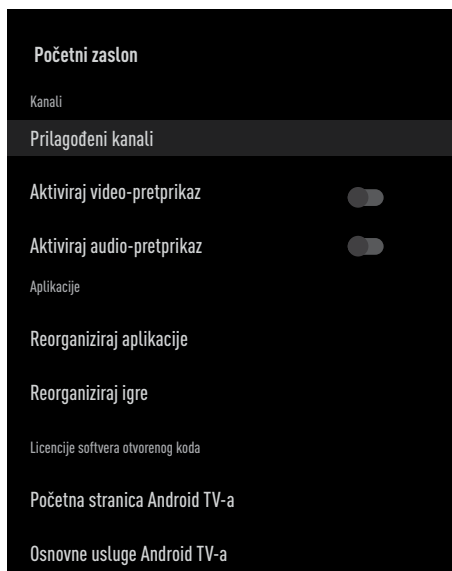 Početni zaslon
Kanali
Prilagođeni kanali
Aktiviraj video-pretprikaz
Aktiviraj audio-pretprikaz
Aplikacije
Reorganiziraj aplikacije
Reorganiziraj igre
Licencije softvera otvorenog koda
Početna stranica Android TV-a
Osnovne usluge Android TV-a